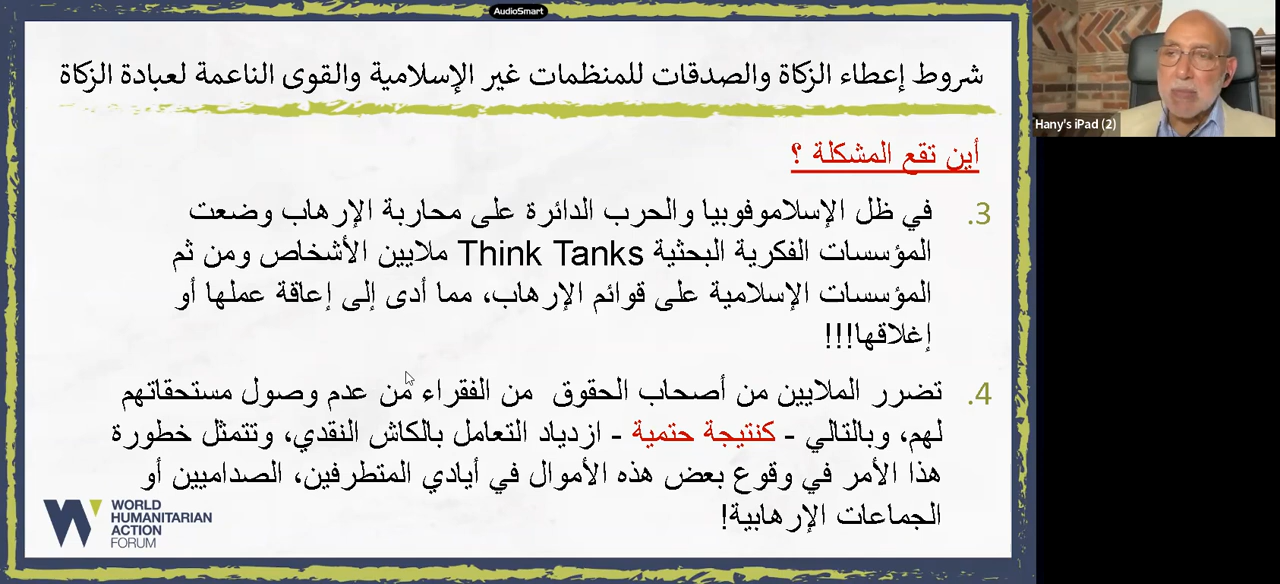 AudioSmart
شروط إعطاء الزكاة والصدقات للمنظمات غير الإسلامية والقوى الناعمة لعبادة الزكاة
Hany's iPad (2)
أين تقع المشكلة ؟
3. في ظل الإسلاموفوبيا والحرب الدائرة على محاربة الإرهاب وضعت
المؤسسات الفكرية البحثية Think Tanks ملايين الأشخاص ومن ثم
المؤسسات الإسلامية على قوائم الإرهاب، مما أدى إلى إعاقة عملها أو
إغلاقها!!!
4. تضرر الملايين من أصحاب الحقوق من الفقراء من عدم وصول مستحقاتهم
لهم، وبالتالي - كنتيجة حتمية - ازدياد التعامل بالكاش النقدي، وتتمثل خطورة
هذا الأمر في وقوع بعض هذه الأموال في أيادي المتطرفين، الصداميين أو
الجماعات الإرهابية!
WORLD
HUMANITARIAN
ACTION
FORUM